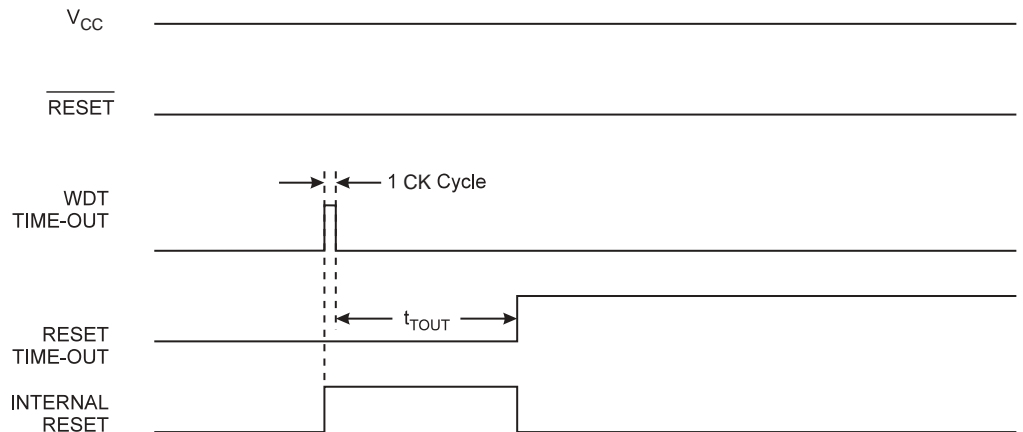 VCC
RESET
WDT
TIME-OUT
1 CK Cycle
RESET
TIME-OUT
tTOUT
INTERNAL
RESET